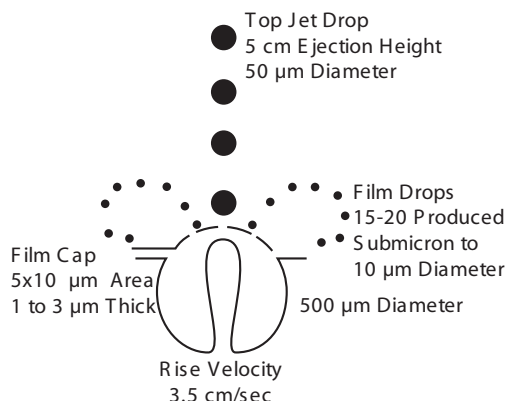 Top Jet Drop
5 cm Ejection Height
50 µm Diameter
Film Drops
15-20 Produced
Submicron to
10 µm Diameter
Film Cap
5x10 µm Area
1 to 3 µm Thick
500 µm Diameter
Rise Velocity
3.5 cm/sec